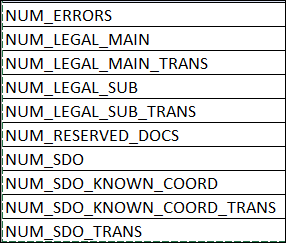 NUM_ERRORS
NUM_LEGAL_MAIN
NUM_LEGAL_MAIN_TRANS
NUM_LEGAL_SUB
NUM_LEGAL_SUB_TRANS
NUM_RESERVED_DOCS
NUM_SDO
NUM_SDO_KNOWN_COORD
NUM_SDO_KNOWN_COORD_TRANS
NUM_SDO_TRANS